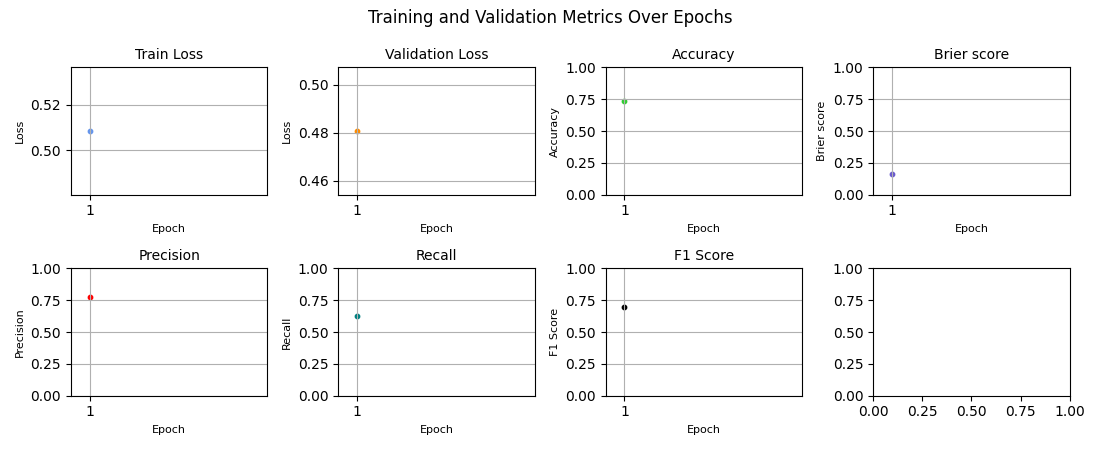 Training and Validation Metrics Over Epochs
Train Loss
0.52
0.50
Loss
1
Epoch
Validation Loss
0.50
0.48
0.46
Loss
1
Epoch
Accuracy
1.00
0.75
0.50
0.25
0.00
Accuracy
1
Epoch
Brier score
1.00
0.75
0.50
0.25
0.00
Brier score
1
Epoch
Precision
1.00
0.75
0.50
0.25
0.00
Precision
1
Epoch
Recall
1.00
0.75
0.50
0.25
0.00
Recall
1
Epoch
F1 Score
1.00
0.75
0.50
0.25
0.00
F1 Score
1
Epoch
1.00
0.75
0.50
0.25
0.00
0.00 0.25 0.50 0.75 1.00